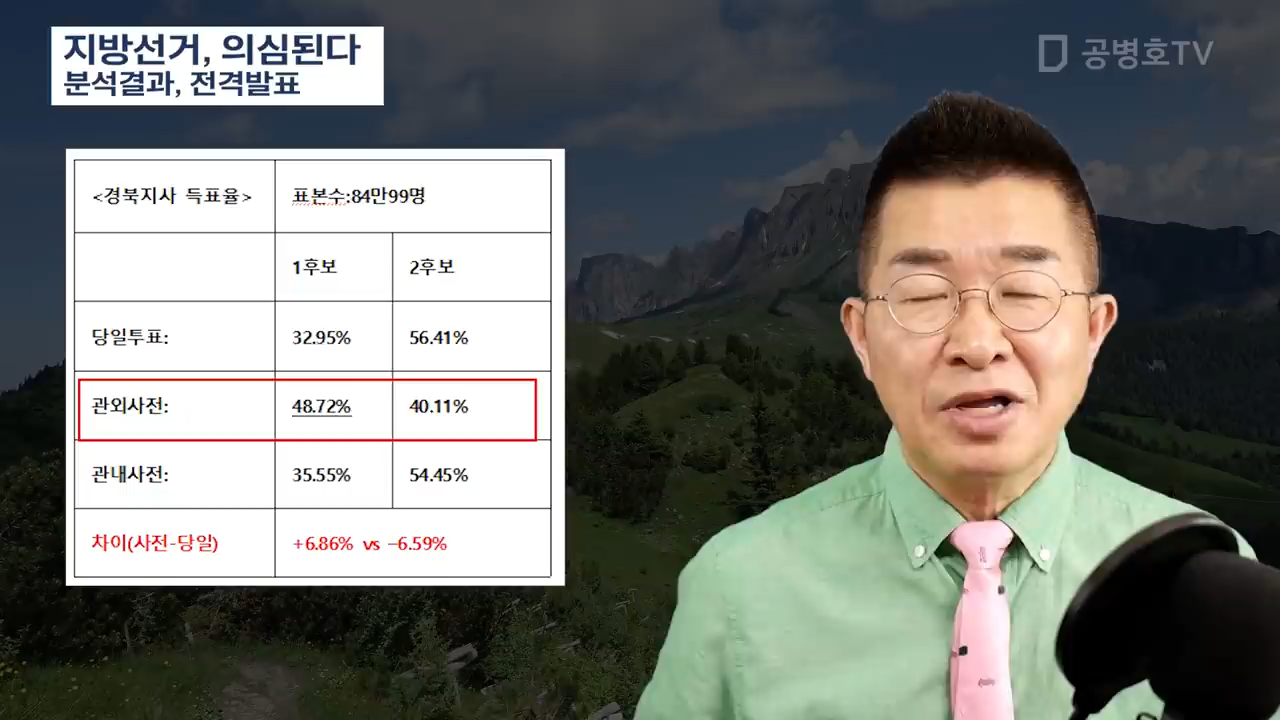 지방선거, 의심된다
분석결과, 전격발표
공병호TV
<경북지사 득표율> 표본수:84만99명
1후보 2후보
당일투표: 32.95% 56.41%
관외사전: 48.72% 40.11%
관내사전: 35.55% 54.45%
차이(사전-당일) +6.86% vs -6.59%